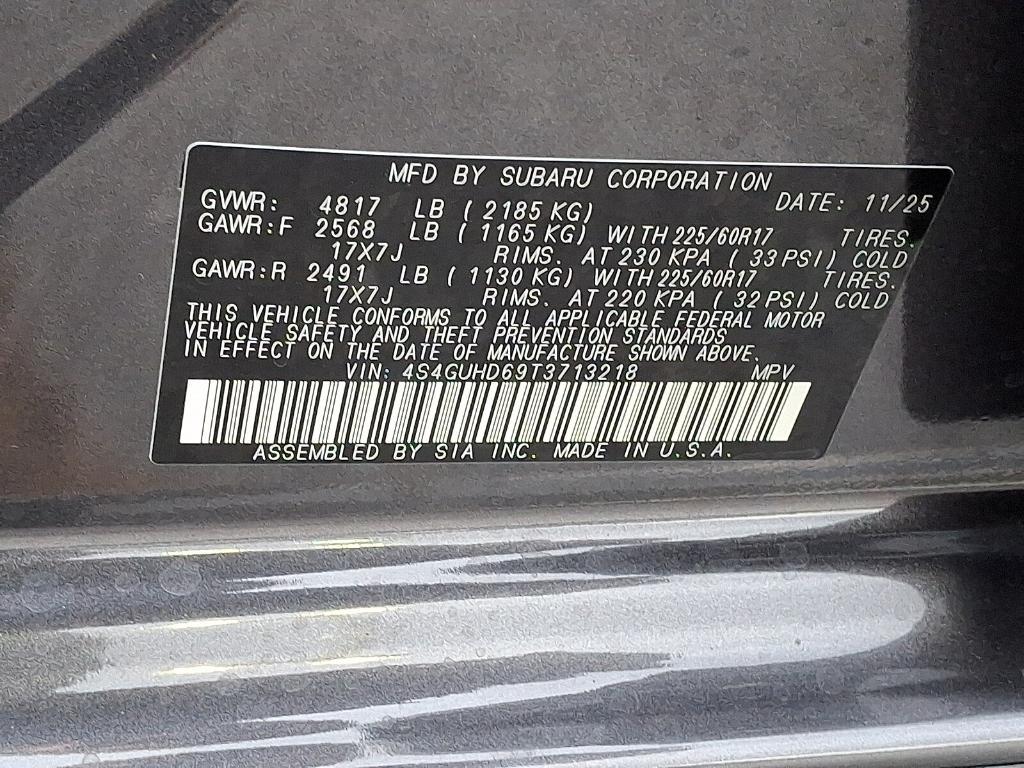 MFD BY SUBARU CORPORATION
GVWR: 4817 LB ( 2185 KG) DATE: 11/25
GAWR:F 2568 LB ( 1165 KG) WITH 225/60R17 TIRES.
17X7J RIMS. AT 230 KPA ( 33 PSI) COLD
GAWR:R 2491 LB ( 1130 KG) WITH 225/60R17 TIRES.
17X7J RIMS. AT 220 KPA ( 32 PSI) COLD
THIS VEHICLE CONFORMS TO ALL APPLICABLE FEDERAL MOTOR
VEHICLE SAFETY AND THEFT PREVENTION STANDARDS
IN EFFECT ON THE DATE OF MANUFACTURE SHOWN ABOVE.
VIN: 4S4GUHD69T3713218 MPV
ASSEMBLED BY SIA INC. MADE IN U.S.A.